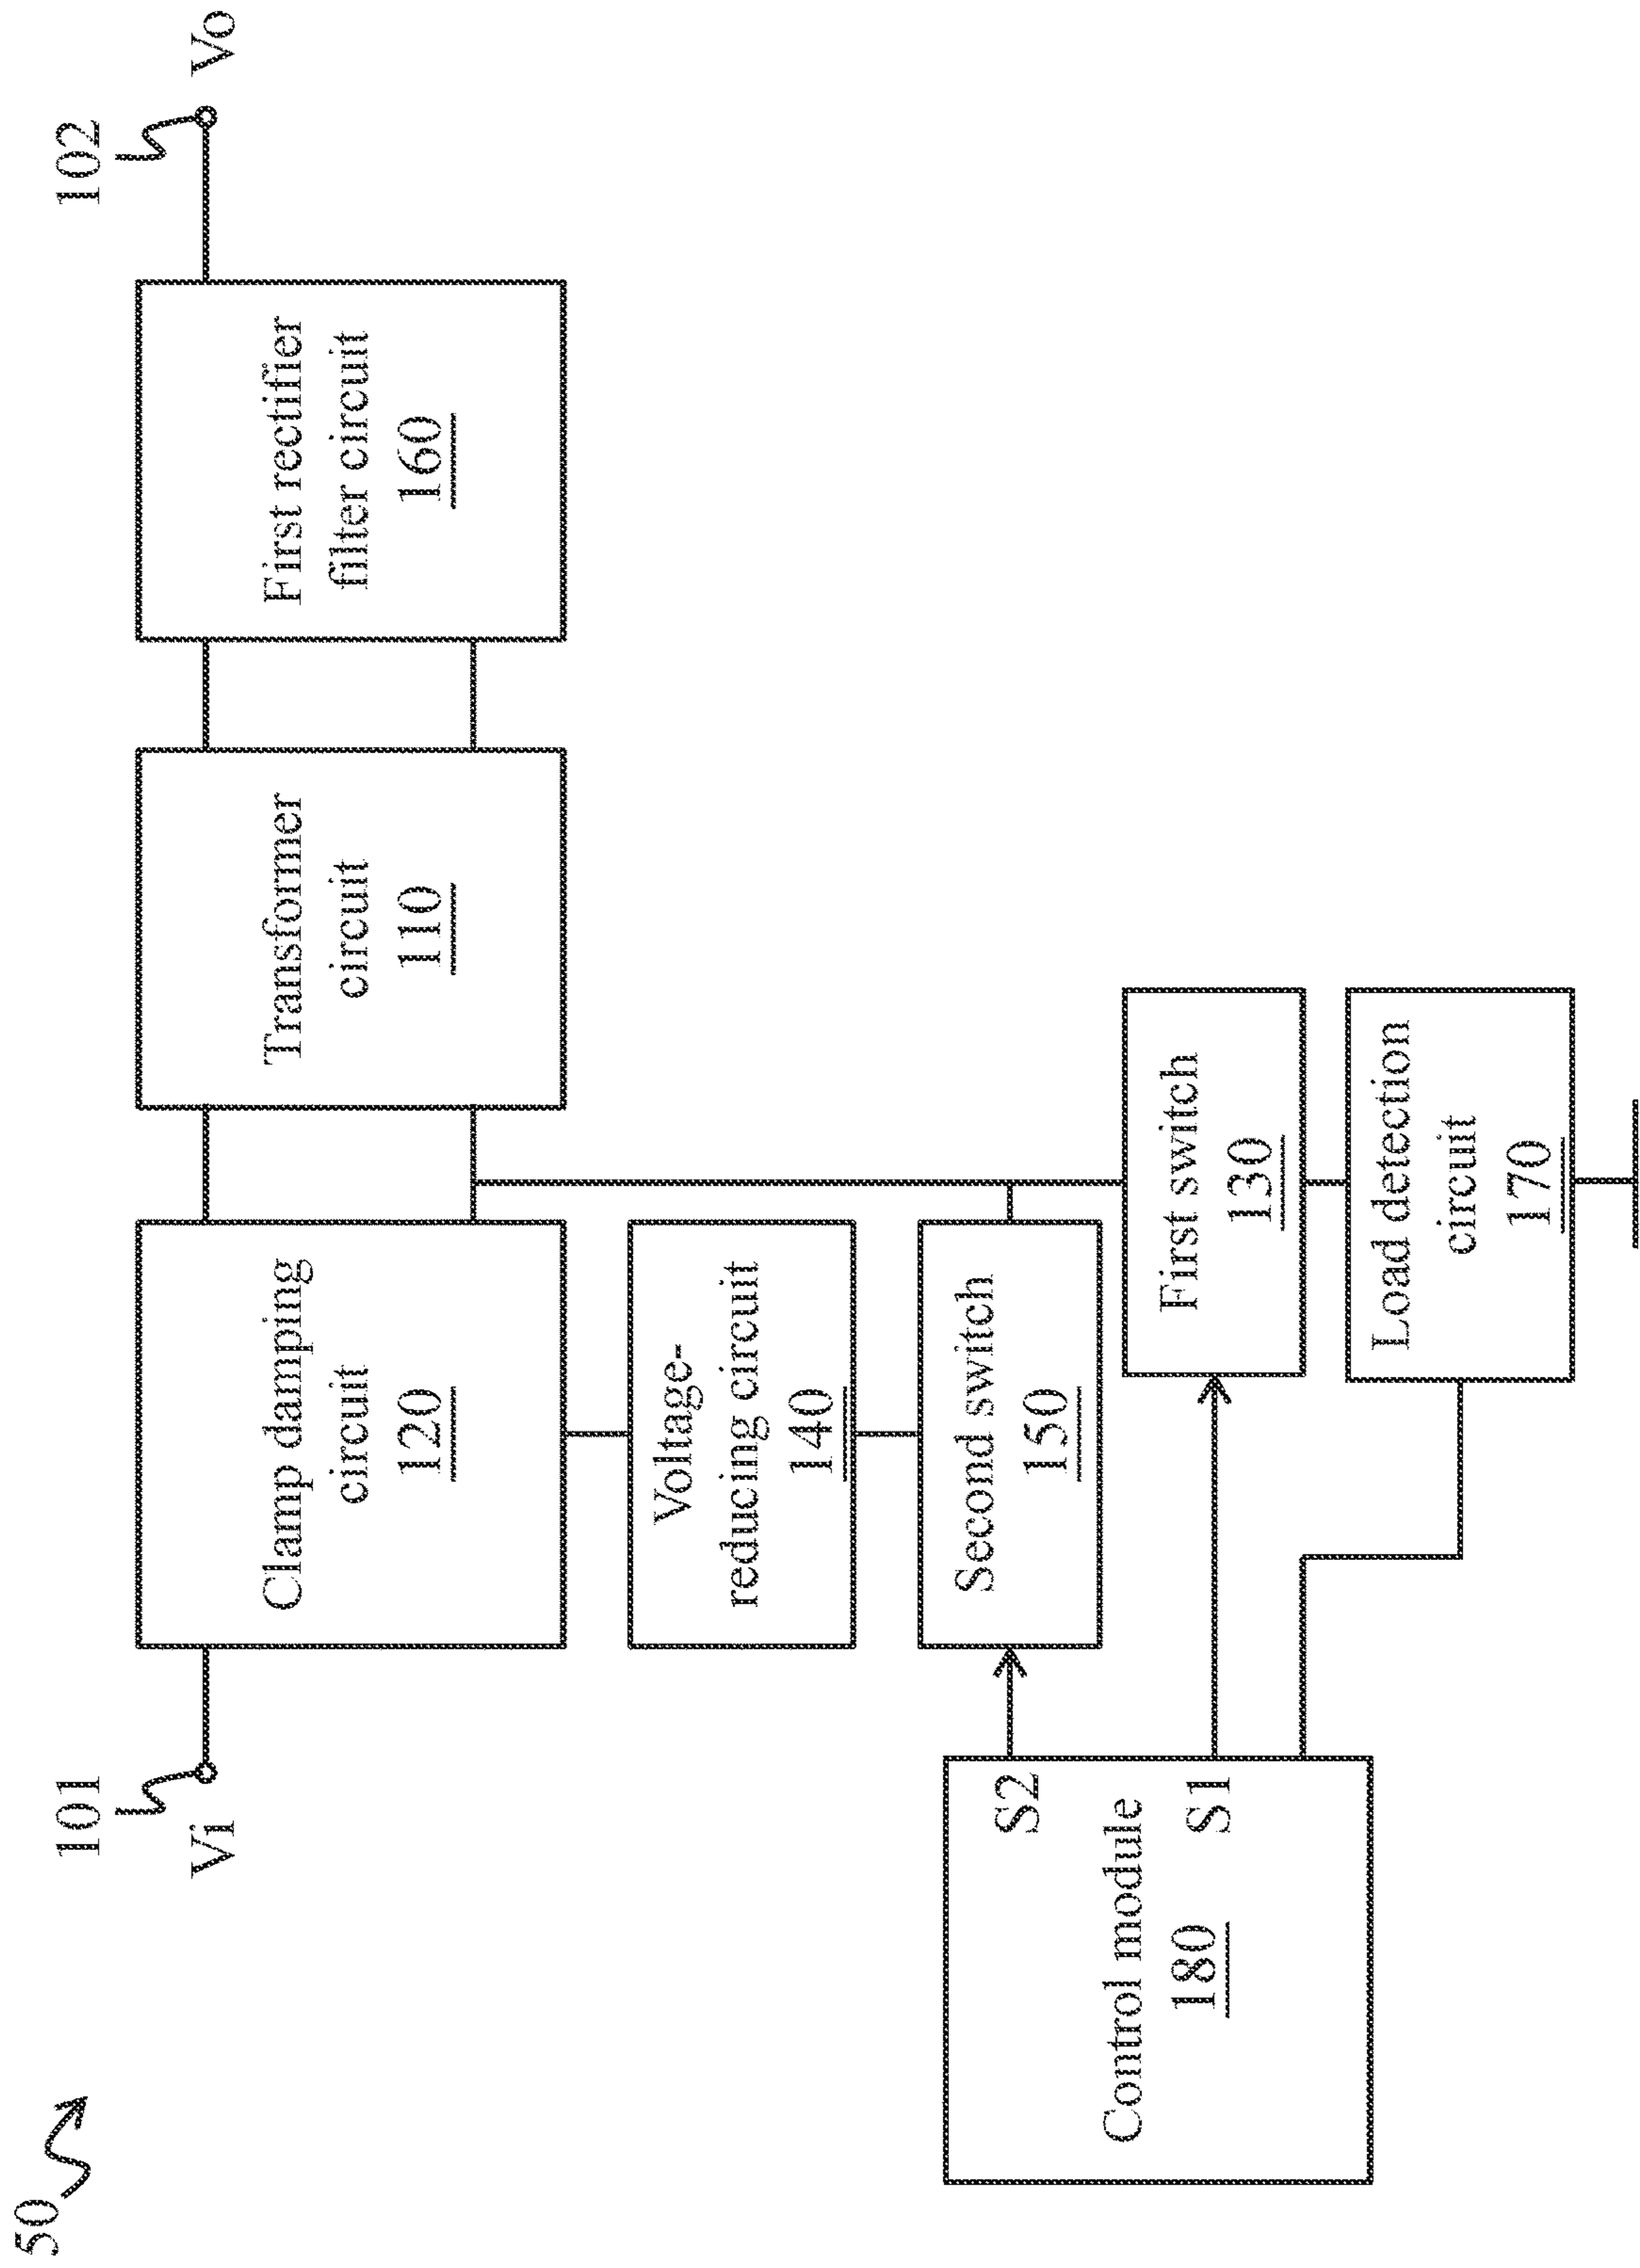 50
101
Vi
102
Vo
Clamp damping
circuit
120
Transformer
circuit
110
First rectifier
filter circuit
160
Voltage-
reducing circuit
140
Second switch
150
First switch
130
Load detection
circuit
170
S2
Control module
180
S1